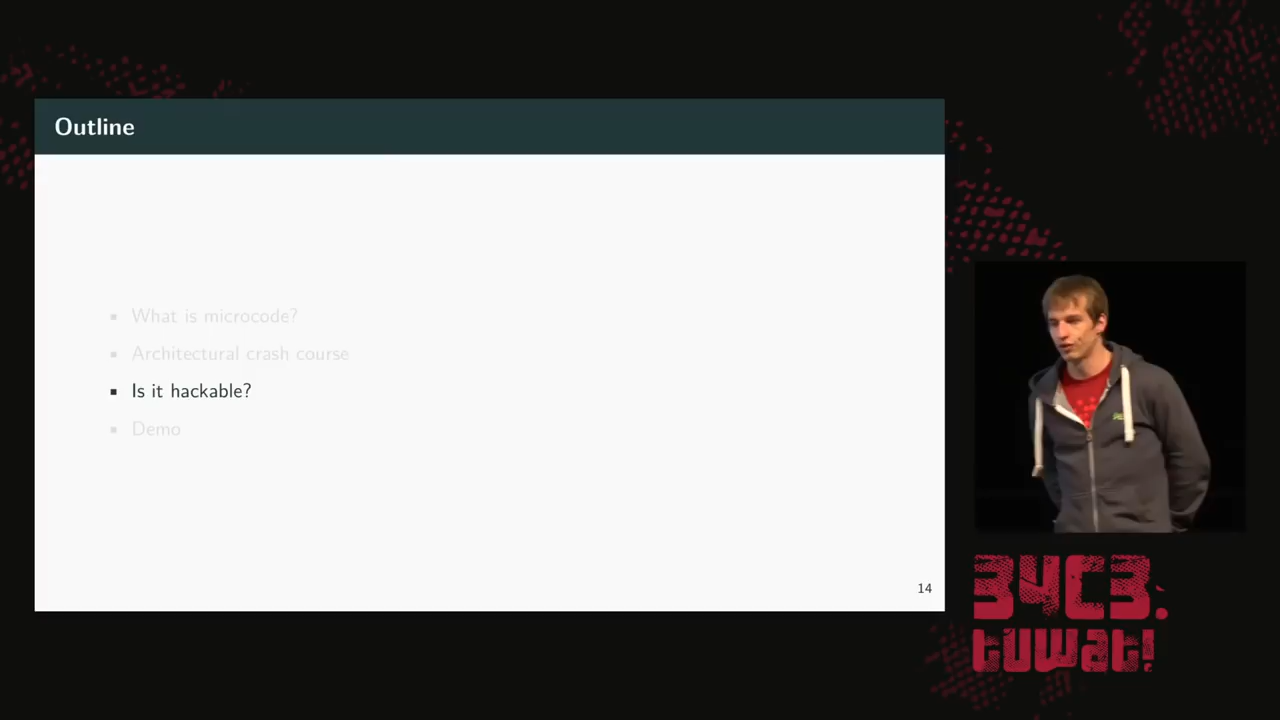 Outline
What is microcode?
Architectural crash course
Is it hackable?
Demo
14
34C3.
tuwat!